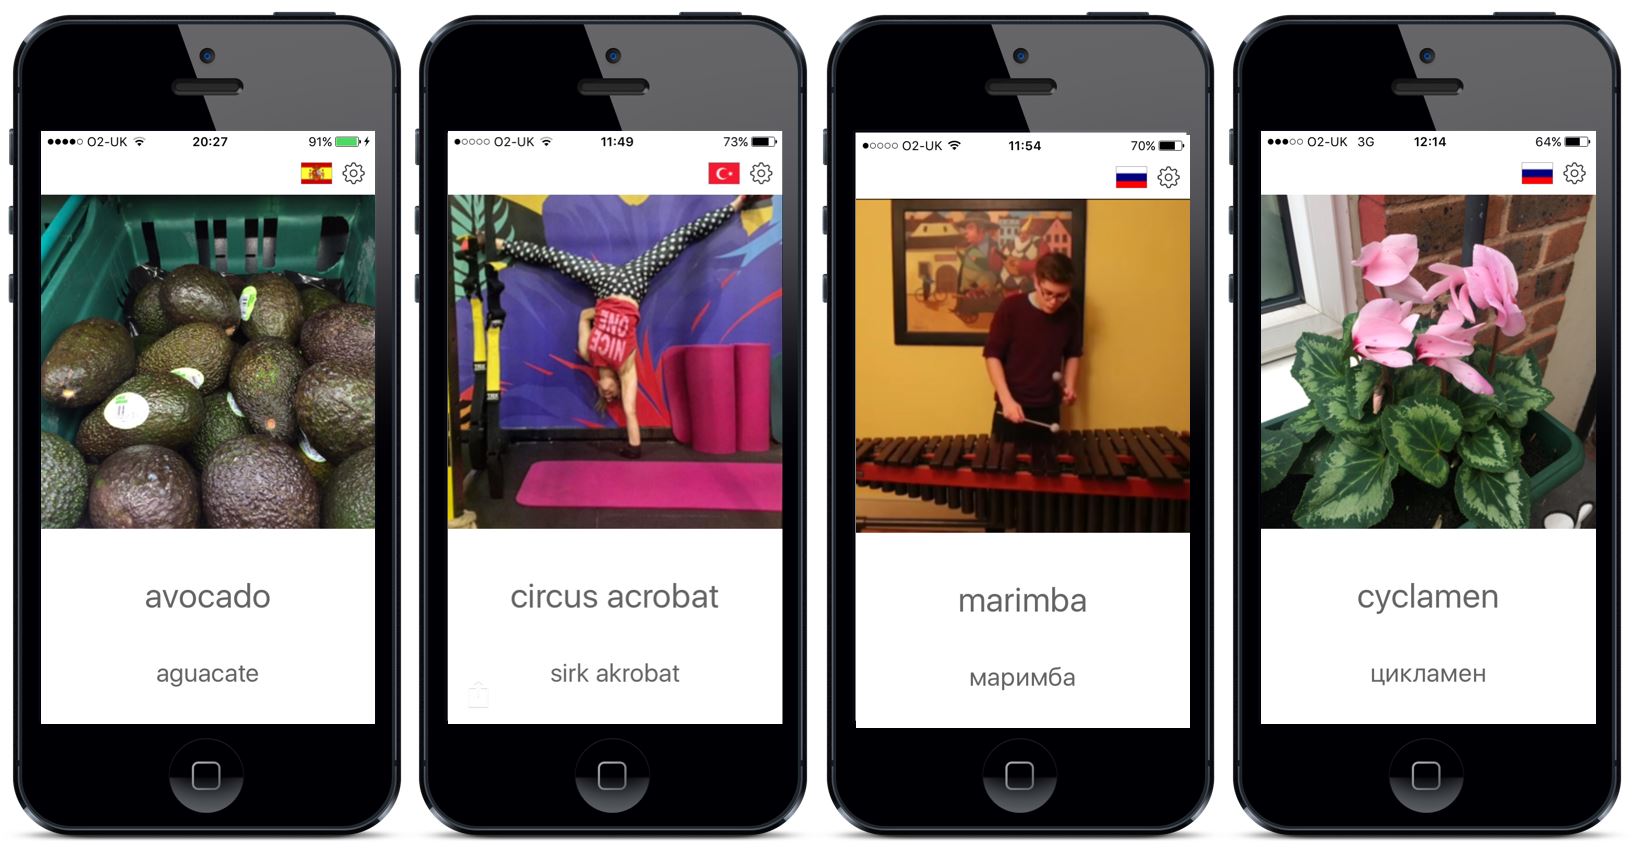 O2-UK 20:27 91%
avocado
aguacate
O2-UK 11:49 73%
NICE
ONE
circus acrobat
sirk akrobat
O2-UK 11:54 70%
marimba
маримба
O2-UK 3G 12:14 64%
cyclamen
цикламен